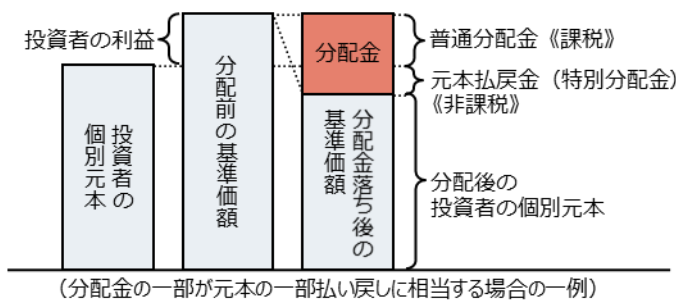 投資者の利益
投資者の
個別元本
分配前の基準価額
分配金
分配金落ち後の
基準価額
普通分配金《課税》
元本払戻金（特別分配金）
《非課税》
分配後の
投資者の個別元本
（分配金の一部が元本の一部払い戻しに相当する場合の一例）